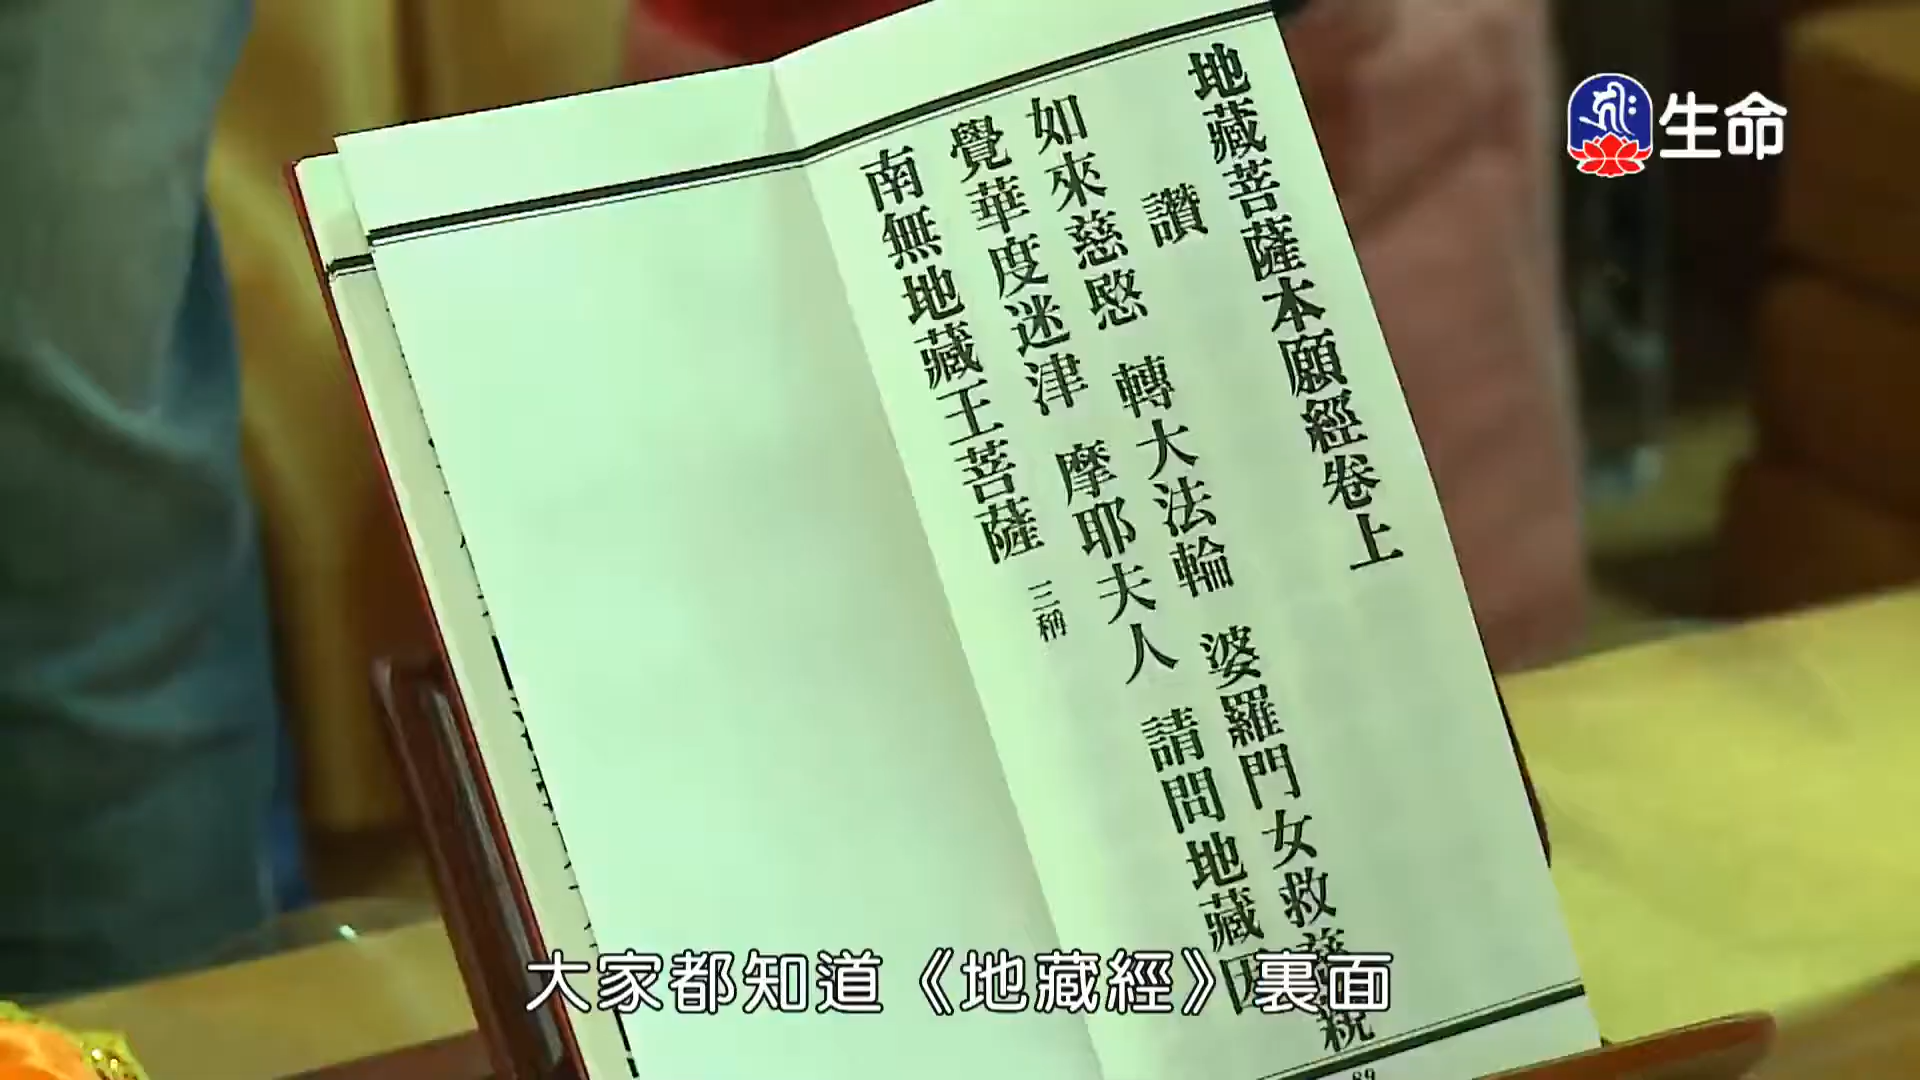 生命
地藏菩薩本願經卷上
讚
如來慈愍 轉大法輪 婆羅門女救 親
覺華度迷津 摩耶夫人 請問地藏因
南無地藏王菩薩 三稱
大家都知道《地藏經》裏面